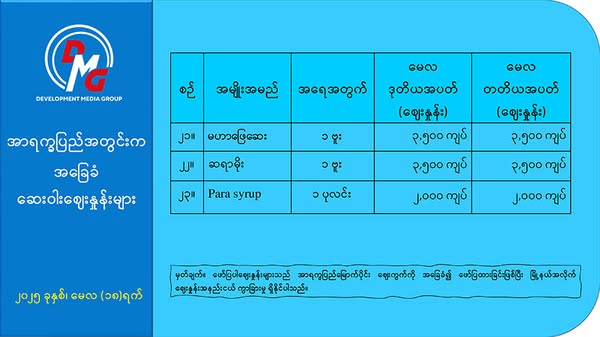 DMG
DEVELOPMENT MEDIA GROUP
အာရက္ခပြည်အတွင်းက
အခြေခံ
ဆေးဝါးဈေးနှုန်းများ
၂၀၂၅ ခုနှစ်၊ မေလ (၁၈)ရက်
စဉ် အမျိုးအမည် အရေအတွက် မေလ ဒုတိယအပတ် (ဈေးနှုန်း) မေလ တတိယအပတ် (ဈေးနှုန်း)
၂၁။ မဟာဖြေဆေး ၁ ဗူး ၃,၅၀၀ ကျပ် ၃,၅၀၀ ကျပ်
၂၂။ ဆရာမိုး ၁ ဗူး ၃,၅၀၀ ကျပ် ၃,၅၀၀ ကျပ်
၂၃။ Para syrup ၁ ပုလင်း ၂,၀၀၀ ကျပ် ၂,၀၀၀ ကျပ်
မှတ်ချက်။ ဖော်ပြပါဈေးနှုန်းများသည် အာရက္ခပြည်မြောက်ပိုင်း ဈေးကွက်ကို အခြေခံ၍ ဖော်ပြထားခြင်းဖြစ်ပြီး မြို့နယ်အလိုက်
ဈေးနှုန်းအနည်းငယ် ကွာခြားမှု ရှိနိုင်ပါသည်။